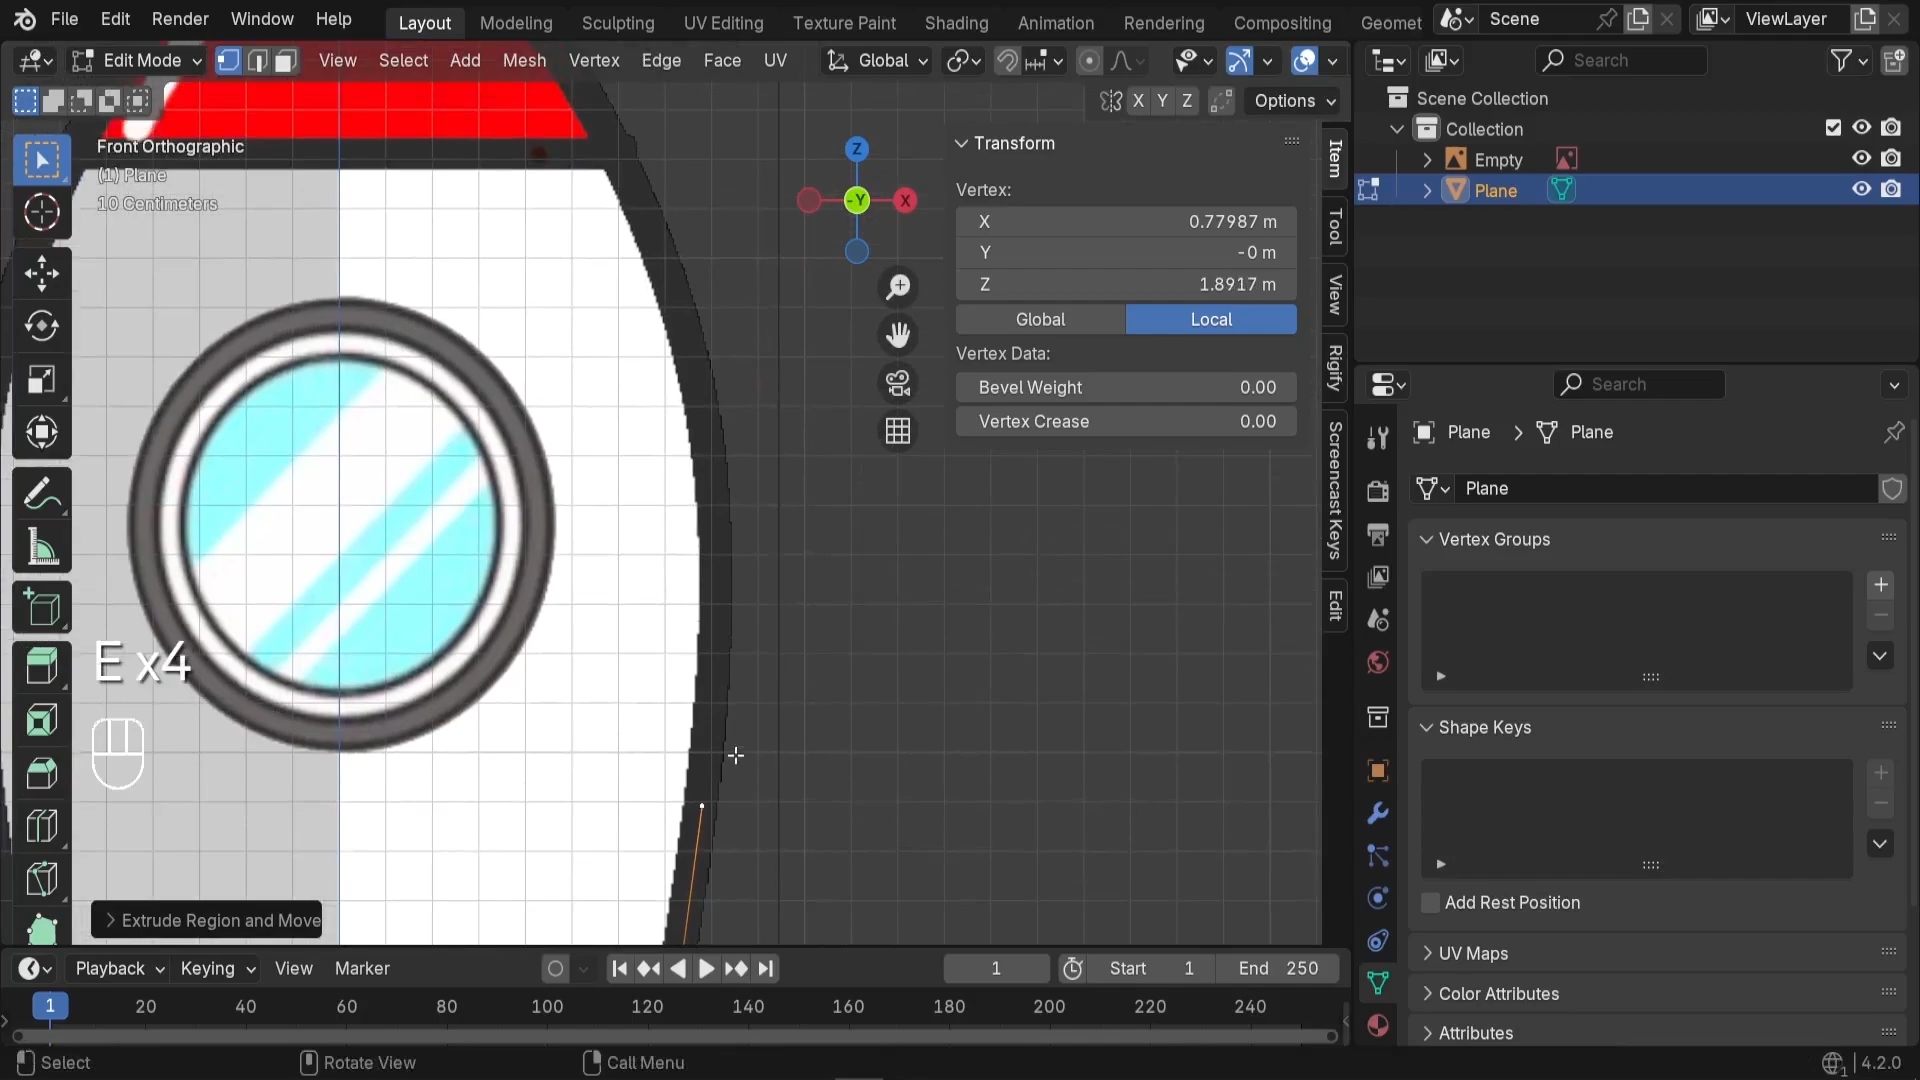 File Edit Render Window Help Layout Modeling Sculpting UV Editing Texture Paint Shading Animation Rendering Compositing Geomet Scene ViewLayer
Edit Mode View Select Add Mesh Vertex Edge Face UV Global Search
X Y Z Options
Scene Collection
Collection
Empty
Plane
Front Orthographic
(1) Plane
10 Centimeters
Z
-Y
X
Transform
Vertex:
X 0.77987 m
Y -0 m
Z 1.8917 m
Global Local
Vertex Data:
Bevel Weight 0.00
Vertex Crease 0.00
Item
Tool
View
Rigify
Screencast Keys
Edit
Search
Plane > Plane
Plane
Vertex Groups
Shape Keys
Add Rest Position
UV Maps
Color Attributes
Attributes
E x4
Extrude Region and Move
Playback Keying View Marker 1 Start 1 End 250
1 20 40 60 80 100 120 140 160 180 200 220 240
Select Rotate View Call Menu 4.2.0